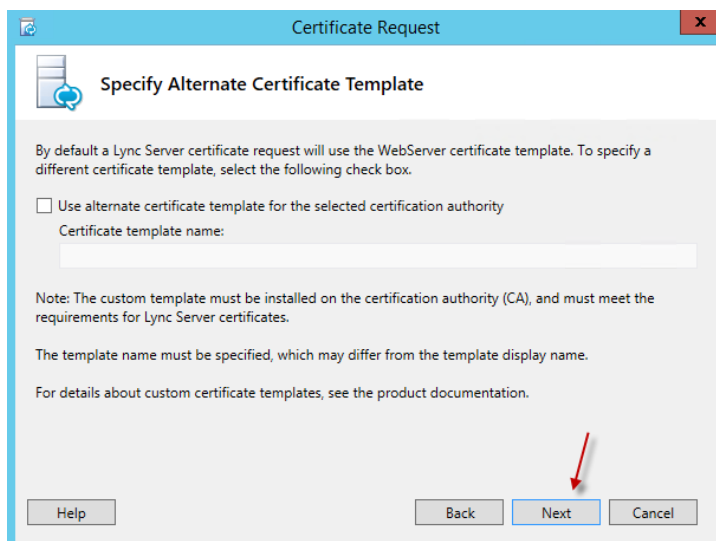 Certificate Request
x
Specify Alternate Certificate Template
By default a Lync Server certificate request will use the WebServer certificate template. To specify a
different certificate template, select the following check box.
Use alternate certificate template for the selected certification authority
Certificate template name:
Note: The custom template must be installed on the certification authority (CA), and must meet the
requirements for Lync Server certificates.
The template name must be specified, which may differ from the template display name.
For details about custom certificate templates, see the product documentation.
Help
Back
Next
Cancel